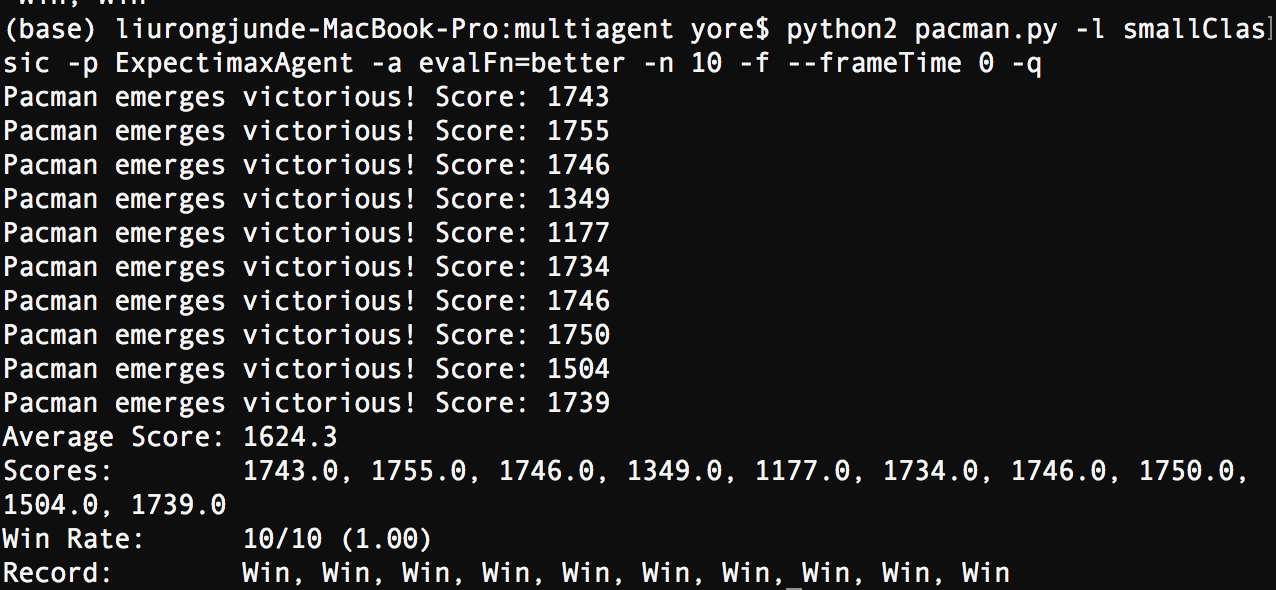 Win, Win
(base) liurongjunde-MacBook-Pro:multiagent yore$ python2 pacman.py -l smallClas]
sic -p ExpectimaxAgent -a evalFn=better -n 10 -f --frameTime 0 -q
Pacman emerges victorious! Score: 1743
Pacman emerges victorious! Score: 1755
Pacman emerges victorious! Score: 1746
Pacman emerges victorious! Score: 1349
Pacman emerges victorious! Score: 1177
Pacman emerges victorious! Score: 1734
Pacman emerges victorious! Score: 1746
Pacman emerges victorious! Score: 1750
Pacman emerges victorious! Score: 1504
Pacman emerges victorious! Score: 1739
Average Score: 1624.3
Scores:        1743.0, 1755.0, 1746.0, 1349.0, 1177.0, 1734.0, 1746.0, 1750.0,
1504.0, 1739.0
Win Rate:      10/10 (1.00)
Record:        Win, Win, Win, Win, Win, Win, Win, Win, Win, Win